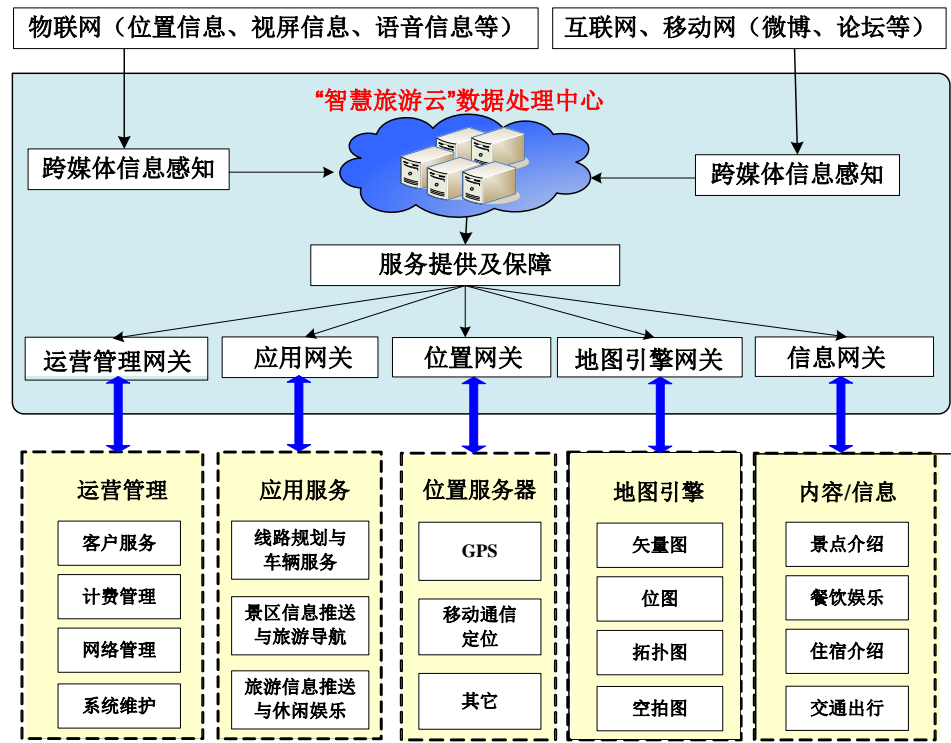 物联网（位置信息、视屏信息、语音信息等）
互联网、移动网（微博、论坛等）
“智慧旅游云”数据处理中心
跨媒体信息感知
跨媒体信息感知
服务提供及保障
运营管理网关
应用网关
位置网关
地图引擎网关
信息网关
运营管理
客户服务
计费管理
网络管理
系统维护
应用服务
线路规划与
车辆服务
景区信息推送
与旅游导航
旅游信息推送
与休闲娱乐
位置服务器
GPS
移动通信
定位
其它
地图引擎
矢量图
位图
拓扑图
空拍图
内容/信息
景点介绍
餐饮娱乐
住宿介绍
交通出行